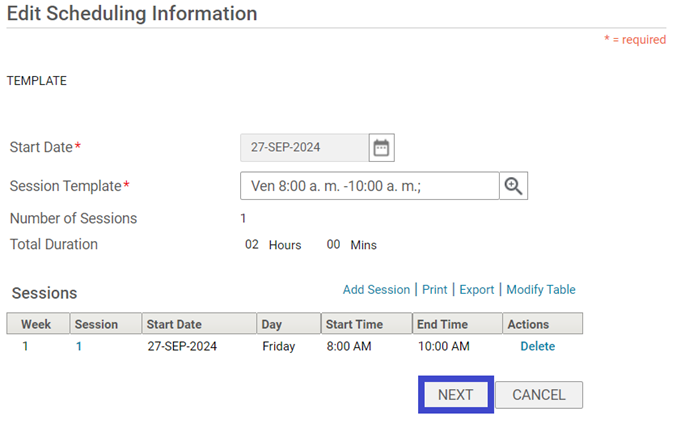 Edit Scheduling Information
* = required
TEMPLATE
Start Date* 27-SEP-2024
Session Template* Ven 8:00 a. m. -10:00 a. m.;
Number of Sessions 1
Total Duration 02 Hours 00 Mins
Sessions Add Session | Print | Export | Modify Table
Week Session Start Date Day Start Time End Time Actions
1 1 27-SEP-2024 Friday 8:00 AM 10:00 AM Delete
NEXT CANCEL